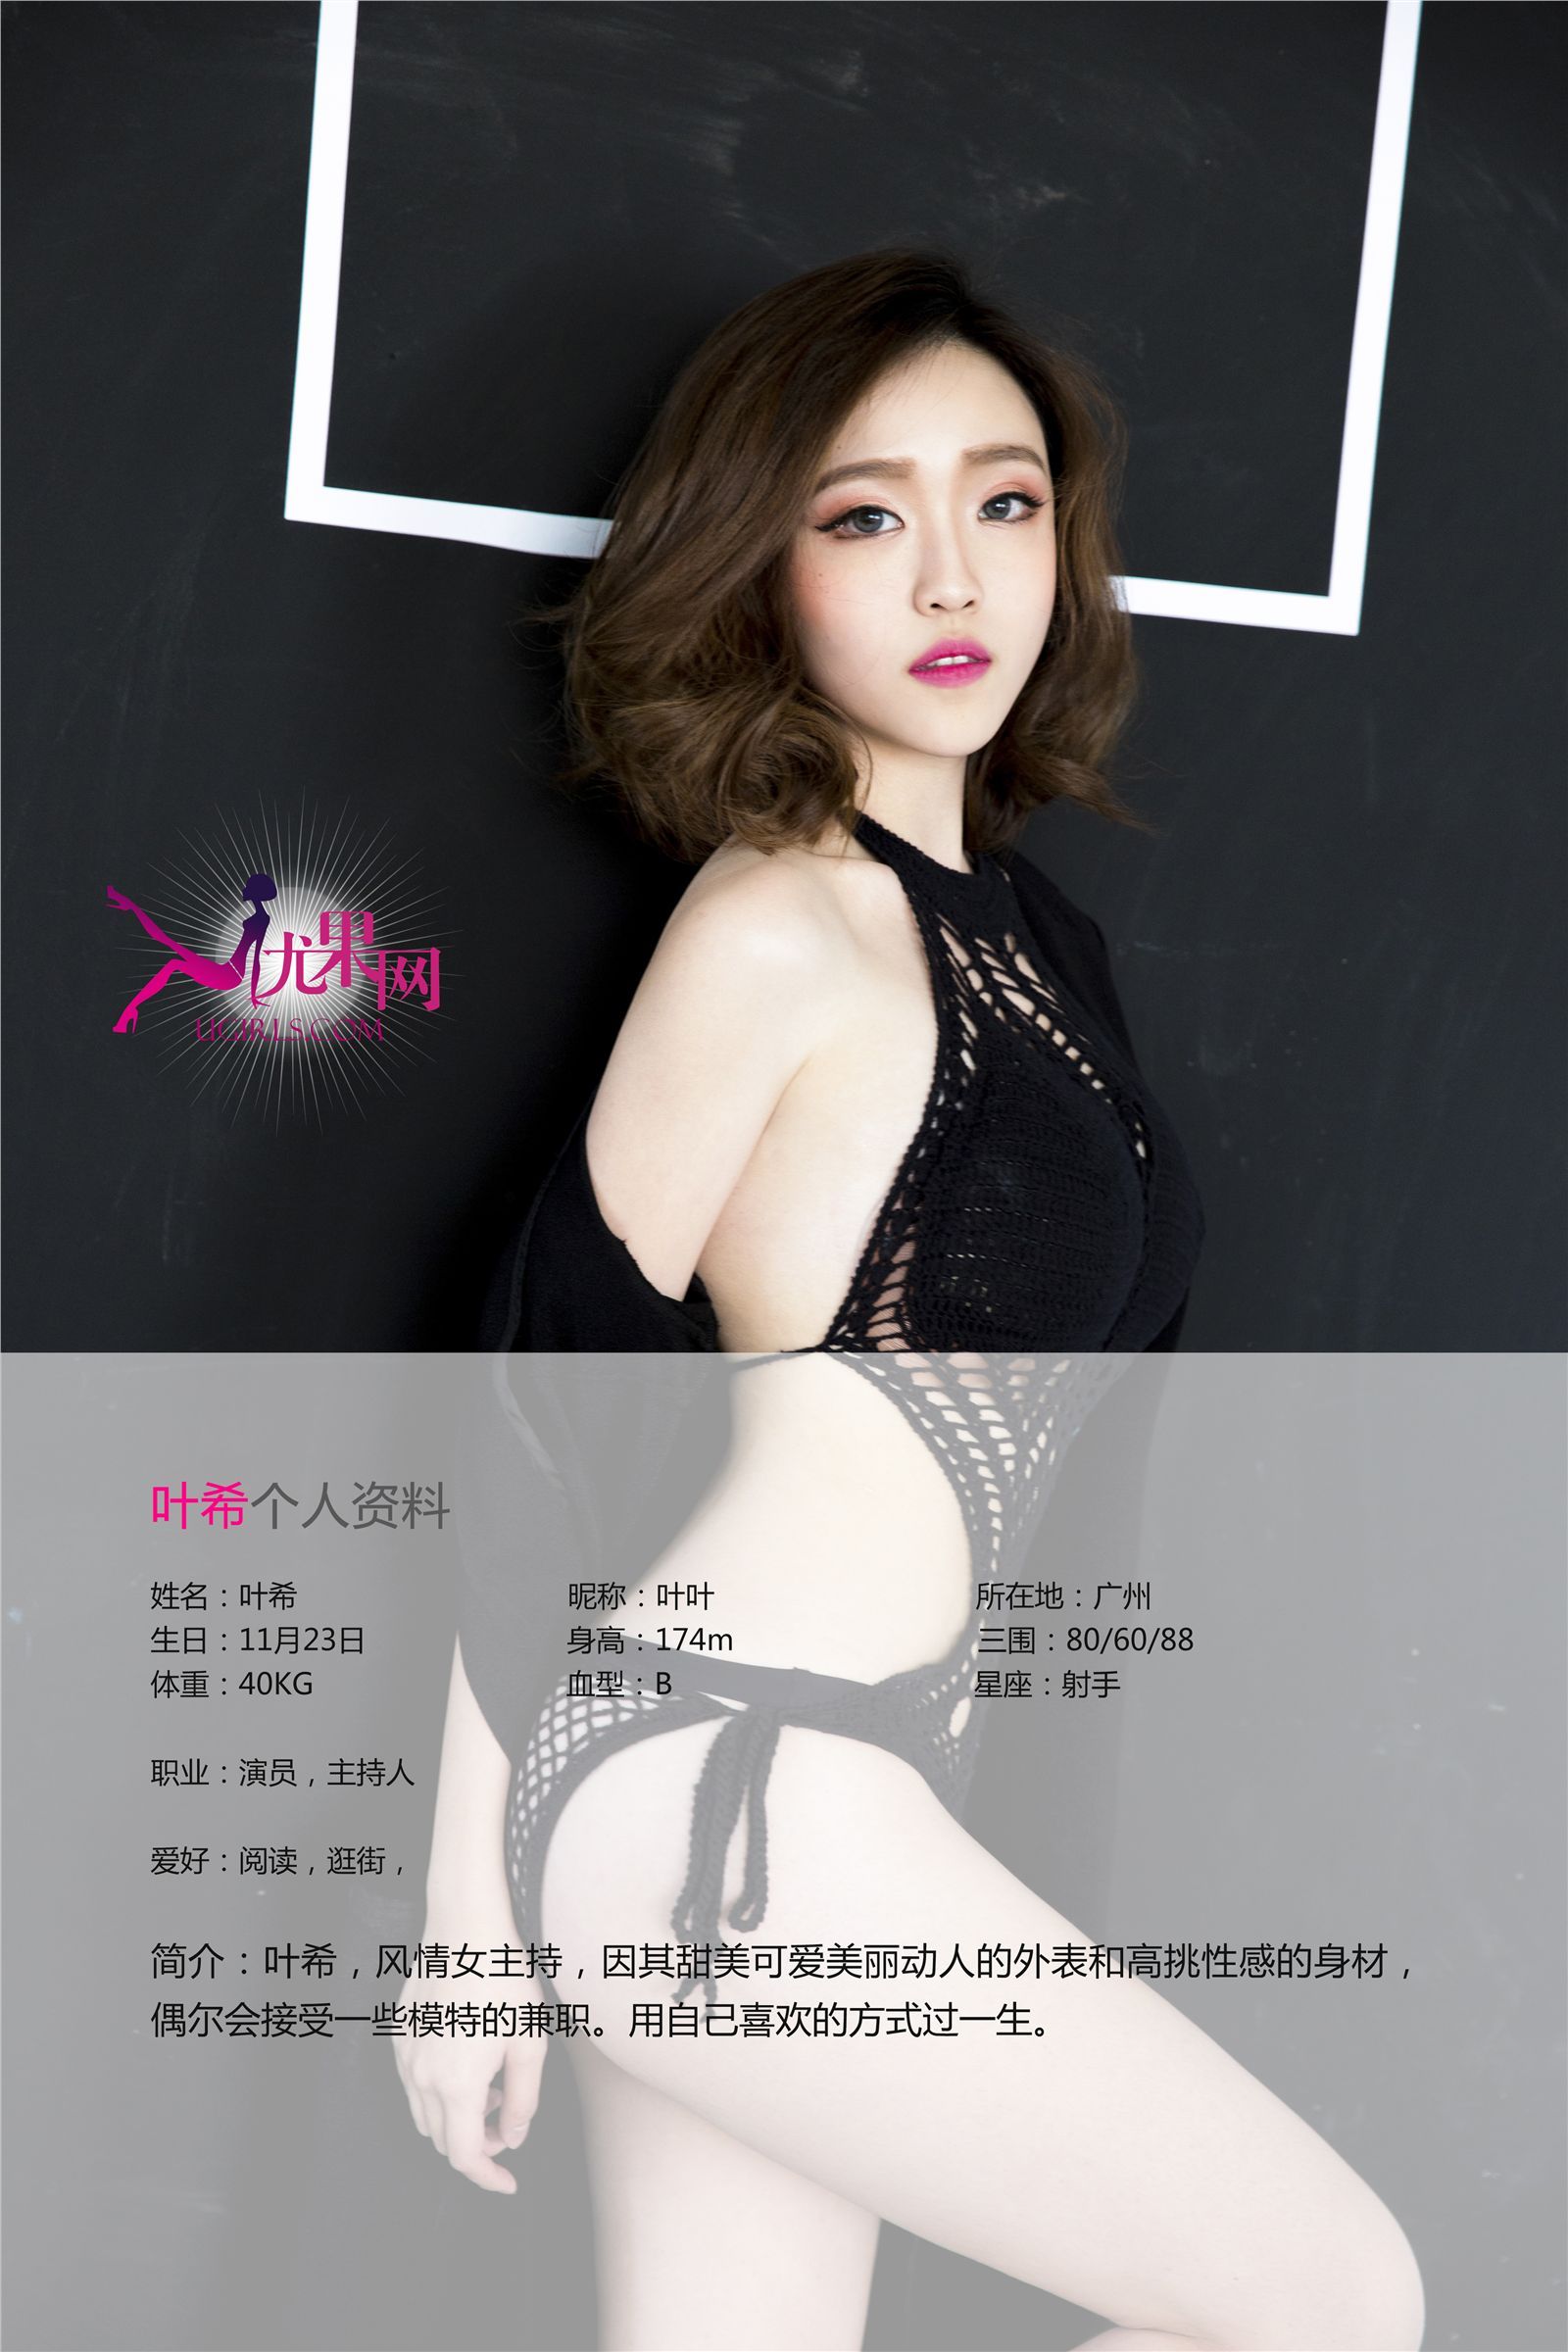 尤果网
UGIRLS.COM
叶希个人资料
姓名：叶希 昵称：叶叶 所在地：广州
生日：11月23日 身高：174m 三围：80/60/88
体重：40KG 血型：B 星座：射手
职业：演员，主持人
爱好：阅读，逛街，
简介：叶希，风情女主持，因其甜美可爱美丽动人的外表和高挑性感的身材，
偶尔会接受一些模特的兼职。用自己喜欢的方式过一生。